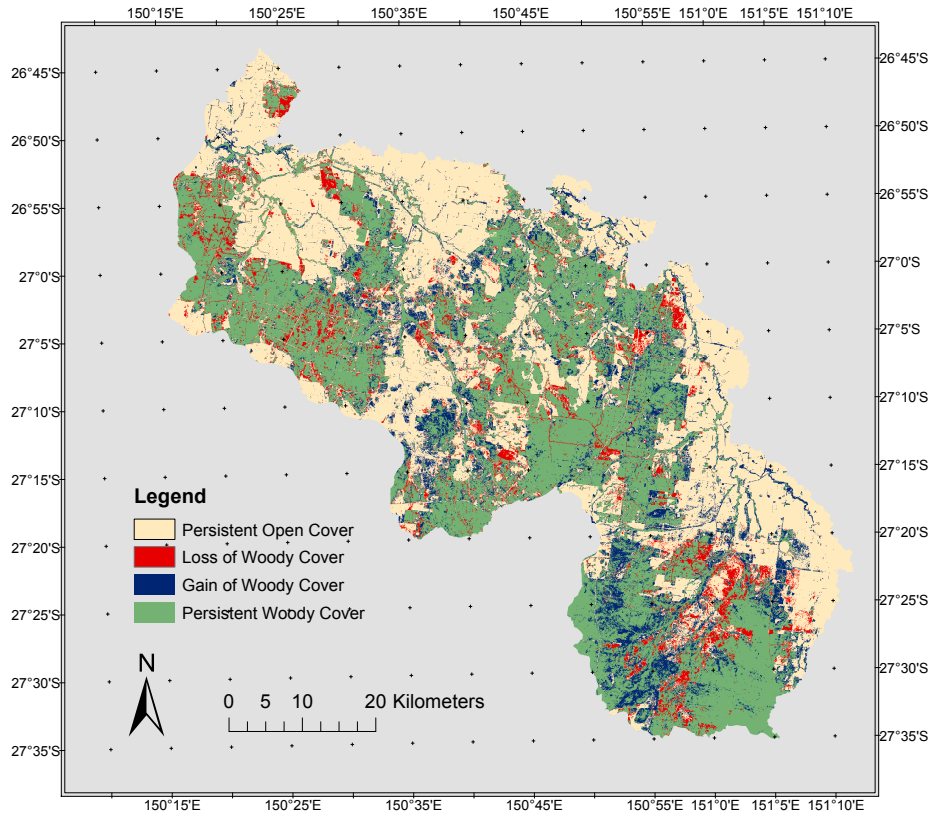 150°15'E 150°25'E 150°35'E 150°45'E 150°55'E 151°0'E 151°5'E 151°10'E
26°45'S 26°45'S
26°50'S 26°50'S
26°55'S 26°55'S
27°0'S 27°0'S
27°5'S 27°5'S
27°10'S 27°10'S
27°15'S 27°15'S
Legend
Persistent Open Cover
27°20'S 27°20'S
Loss of Woody Cover
Gain of Woody Cover
27°25'S 27°25'S
Persistent Woody Cover
N
27°30'S 27°30'S
0 5 10 20 Kilometers
27°35'S 27°35'S
150°15'E 150°25'E 150°35'E 150°45'E 150°55'E 151°0'E 151°5'E 151°10'E